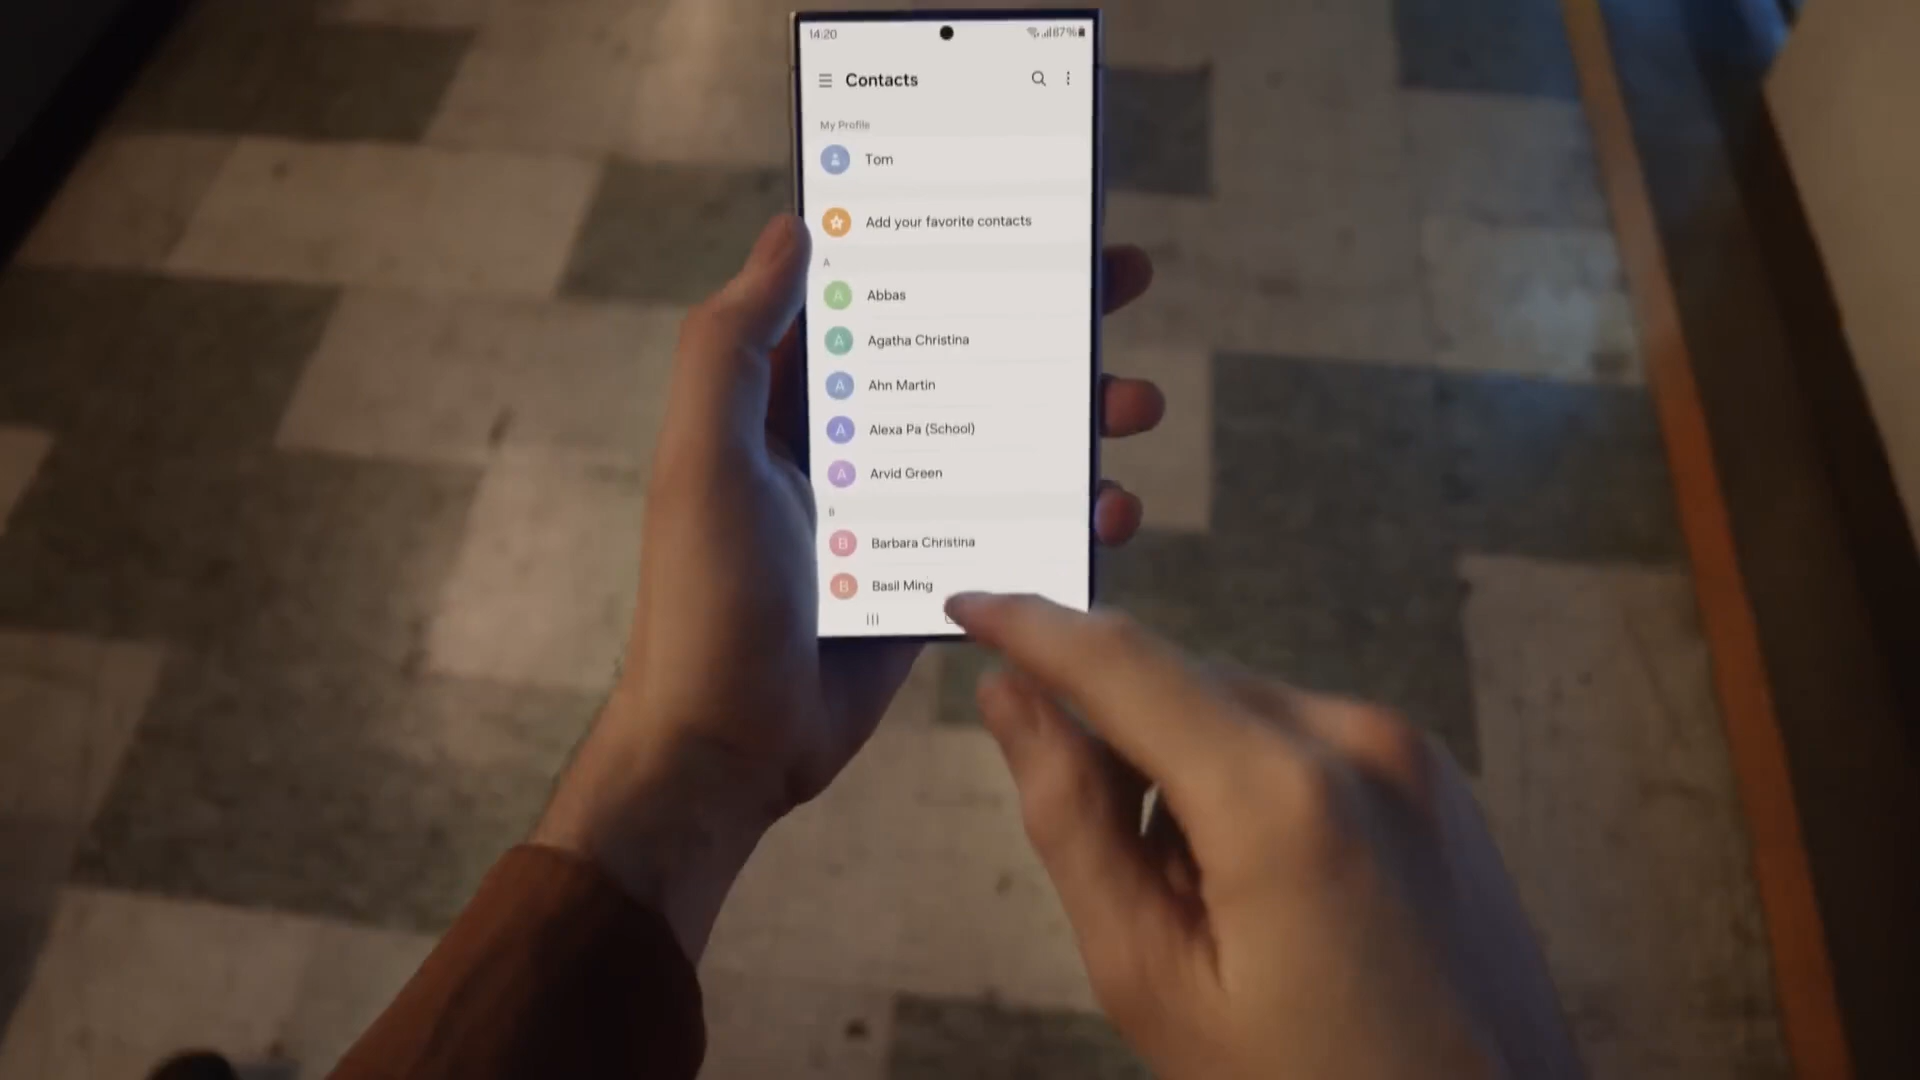 14:20
87%
Contacts
My Profile
Tom
Add your favorite contacts
A
A Abbas
A Agatha Christina
A Ahn Martin
A Alexa Pa (School)
A Arvid Green
B
B Barbara Christina
B Basil Ming